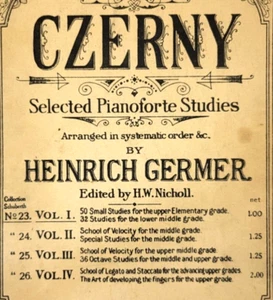 CZERNY
Selected Pianoforte Studies
Arranged in systematic order &c.
BY
HEINRICH GERMER.
Edited by H.W. Nicholl.
Collection
Schuberth
net
No 23. VOL. I. 50 Small Studies for the upper Elementary grade. 1.00
32 Studies for the lower middle grade.
" 24. VOL. II. School of Velocity for the middle grade. 1.25
Special Studies for the middle grade.
" 25. VOL. III. School of Velocity for the upper middle grade. 1.25
36 Octave Studies for the middle and upper grade.
" 26. VOL. IV. School of Legato and Staccato for the advancing upper grades. 2.00
The Art of developing the fingers for the upper grade.